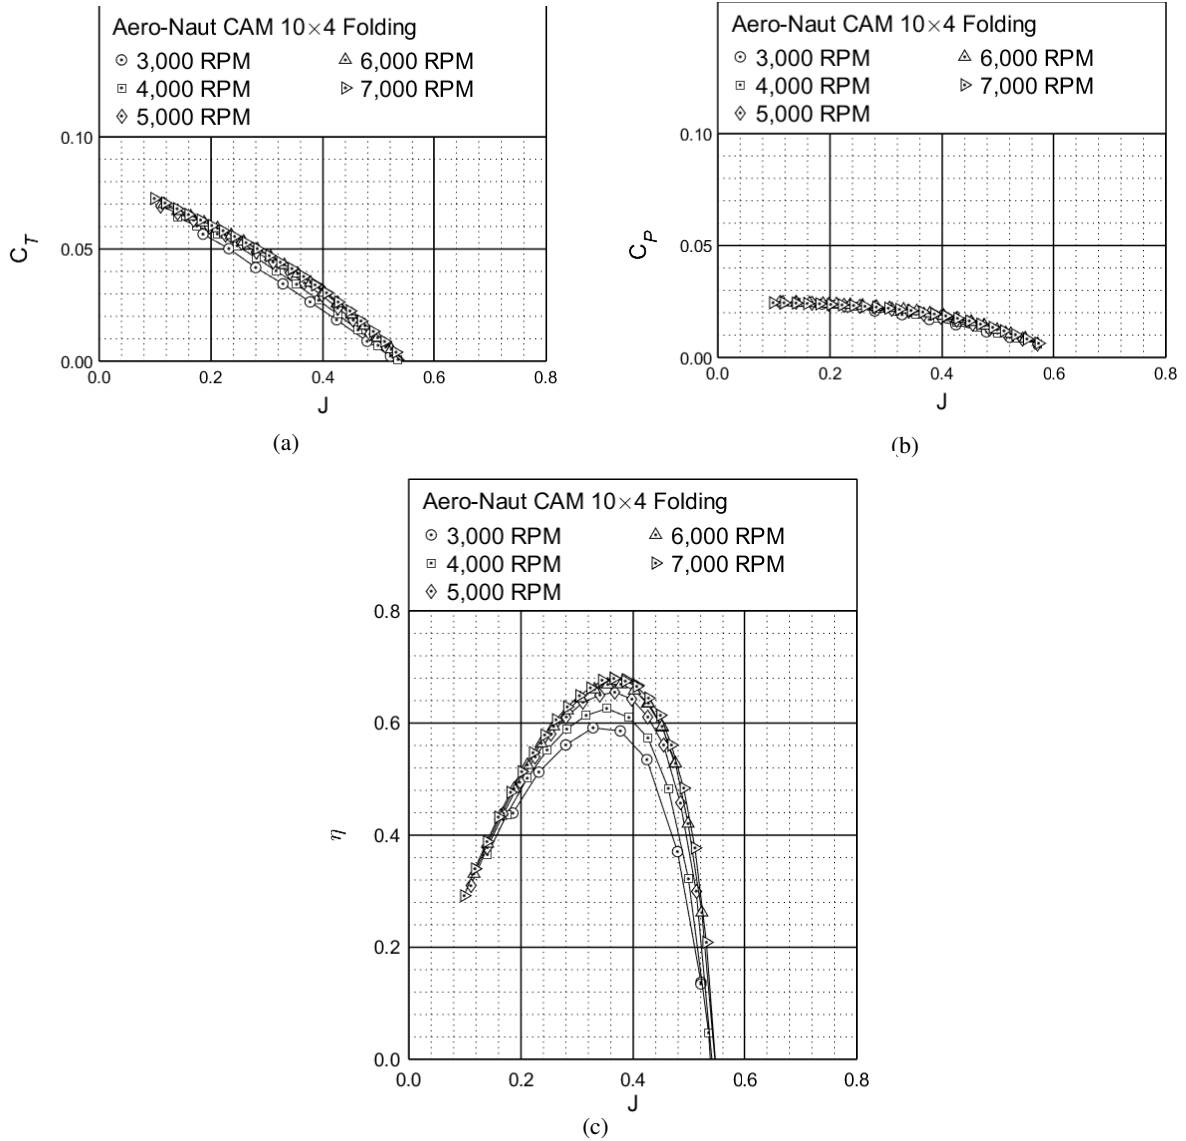 Aero-Naut CAM 10×4 Folding
3,000 RPM
6,000 RPM
4,000 RPM
7,000 RPM
5,000 RPM
0.10
0.05
0.00
C_T
0.0
0.2
0.4
0.6
0.8
J
(a)
Aero-Naut CAM 10×4 Folding
3,000 RPM
6,000 RPM
4,000 RPM
7,000 RPM
5,000 RPM
0.10
0.05
0.00
C_P
0.0
0.2
0.4
0.6
0.8
J
(b)
Aero-Naut CAM 10×4 Folding
3,000 RPM
6,000 RPM
4,000 RPM
7,000 RPM
5,000 RPM
0.8
0.6
0.4
0.2
0.0
η
0.0
0.2
0.4
0.6
0.8
J
(c)